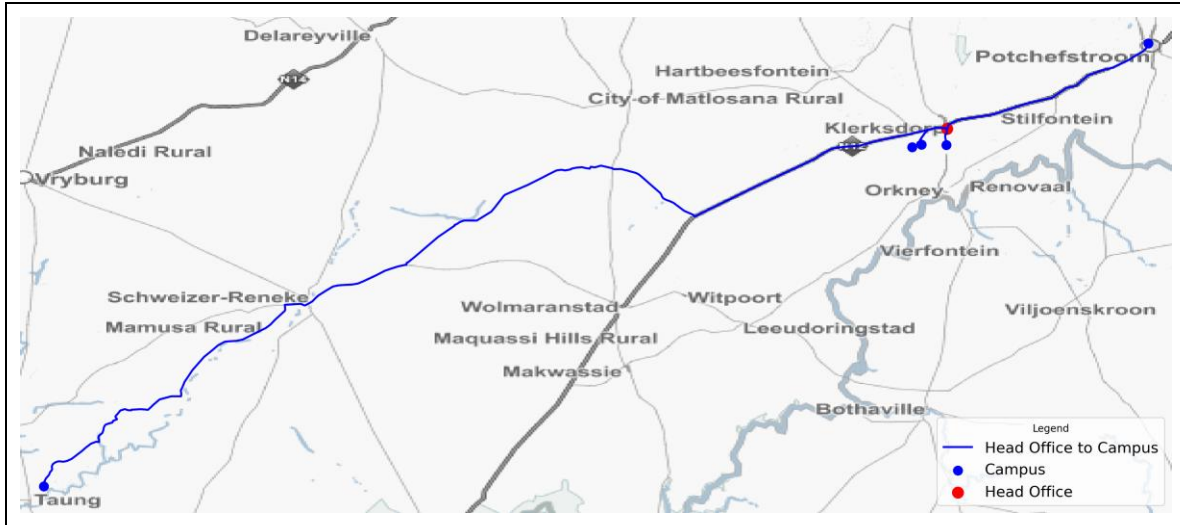 Delareyville
Potchefstroom
N14
Hartbeesfontein
City of Matlosana Rural
Stilfontein
Klerksdorp
Naledi Rural
Vryburg
Orkney
Renovaal
Vierfontein
Schweizer-Reneke
Witpoort
Wolmaranstad
Viljoenskroon
Mamusa Rural
Leeudoringstad
Maquassi Hills Rural
Makwassie
Bothaville
Legend
Head Office to Campus
Campus
Head Office
Taung